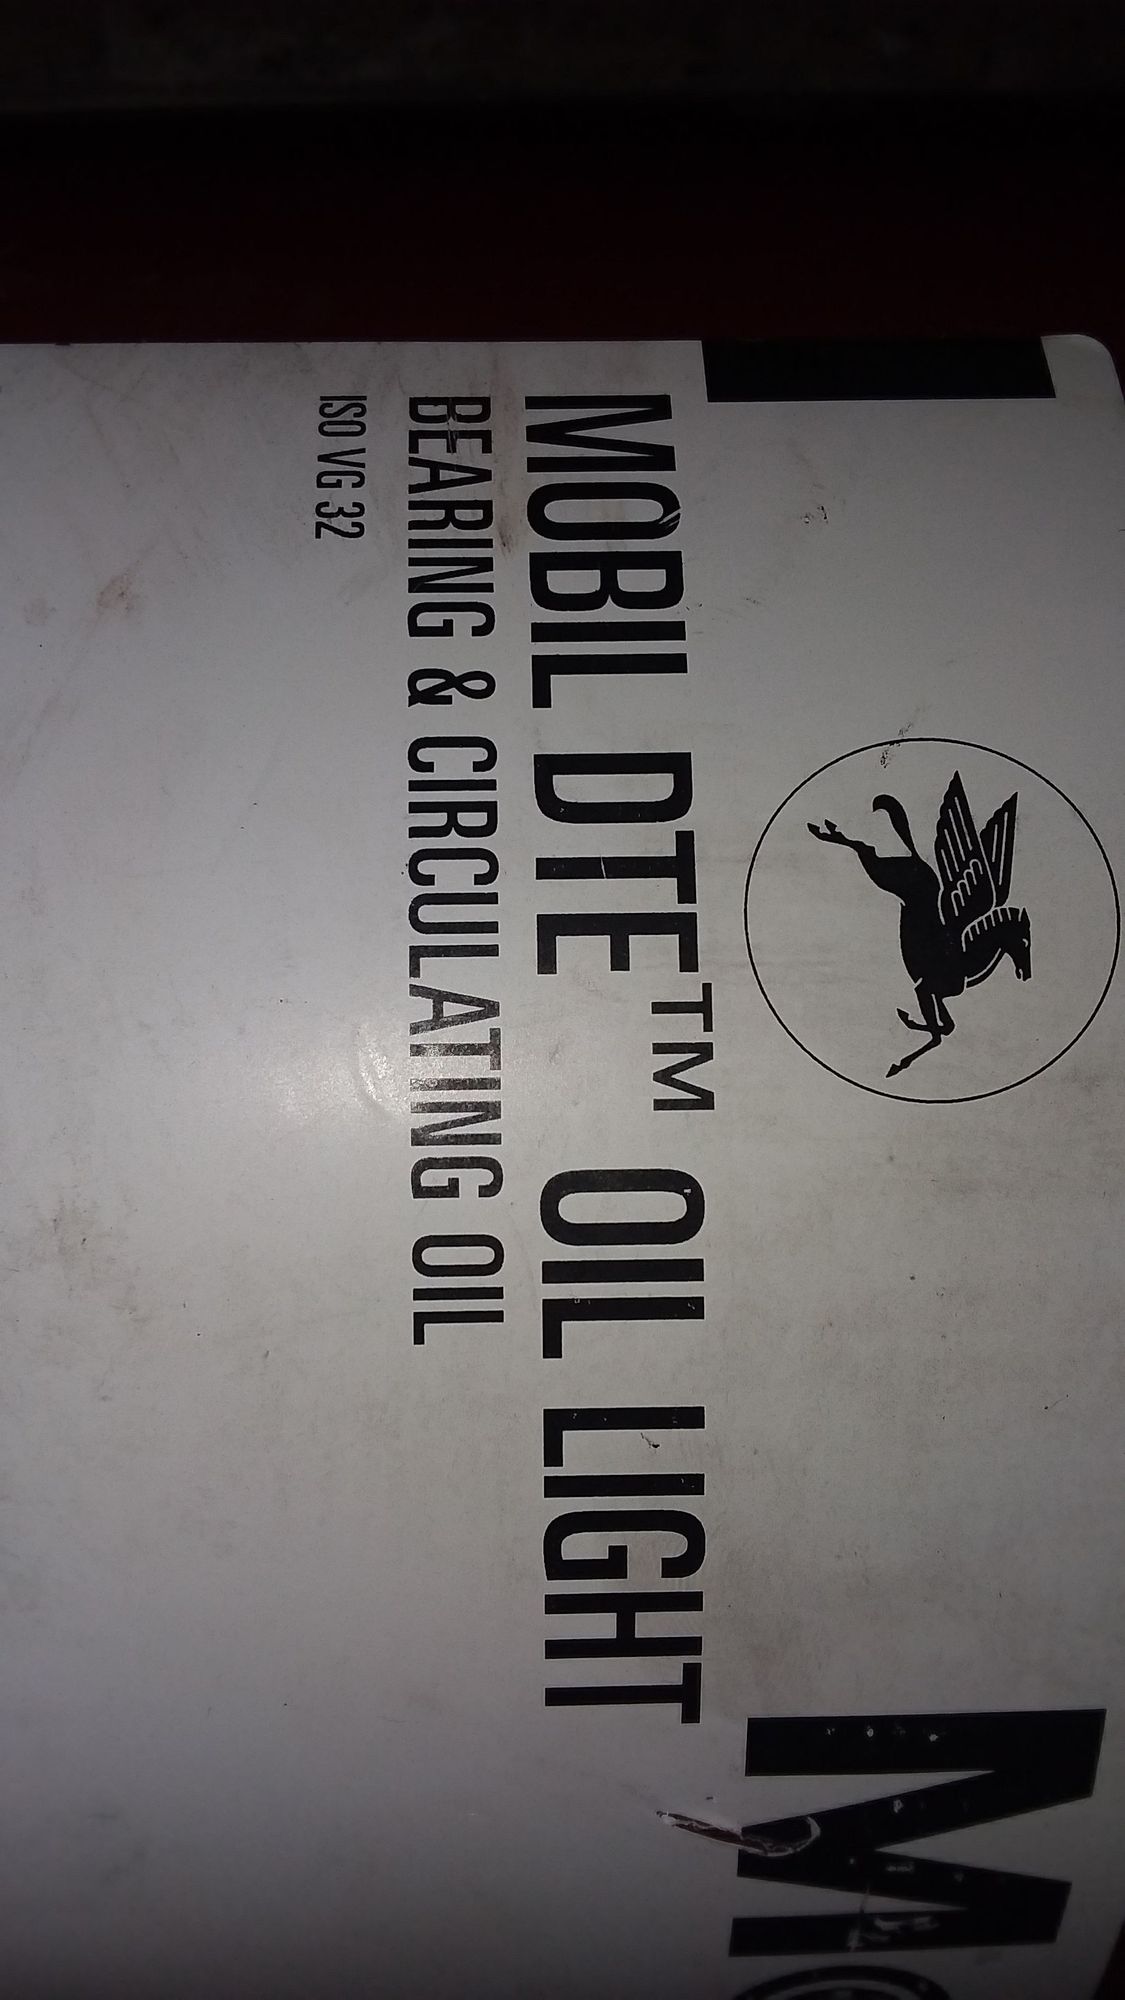 MOBIL DTE™ OIL LIGHT
BEARING & CIRCULATING OIL
ISO VG 32